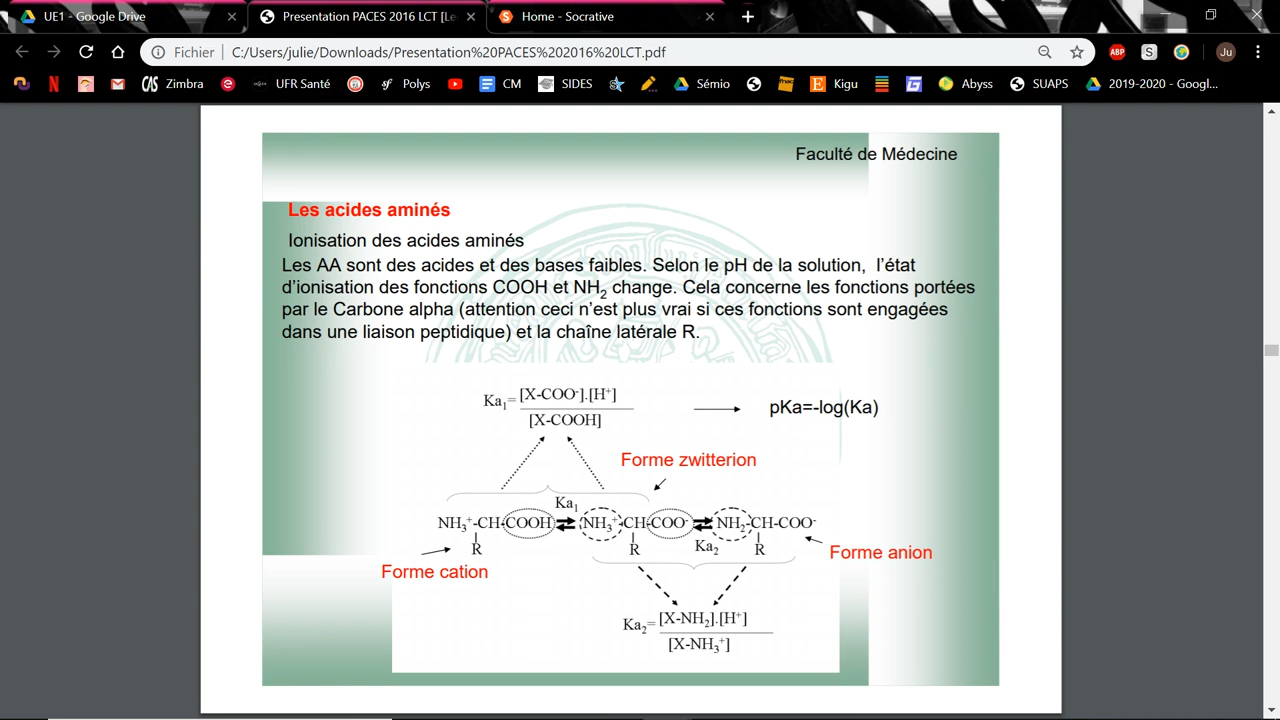 UE1 - Google Drive
Presentation PACES 2016 LCT [Le
Home - Socrative
Fichier
C:/Users/julie/Downloads/Presentation%20PACES%202016%20LCT.pdf
ABP
S
Ju
Zimbra
UFR Santé
Polys
CM
SIDES
Sémio
Kigu
Abyss
SUAPS
2019-2020 - Googl...
Faculté de Médecine
Les acides aminés
Ionisation des acides aminés
Les AA sont des acides et des bases faibles. Selon le pH de la solution, l'état
d'ionisation des fonctions COOH et NH₂ change. Cela concerne les fonctions portées
par le Carbone alpha (attention ceci n'est plus vrai si ces fonctions sont engagées
dans une liaison peptidique) et la chaîne latérale R.
Ka₁= [X-COO⁻].[H⁺]
[X-COOH]
pKa=-log(Ka)
Forme zwitterion
Ka₁
NH₃⁺-CH-COOH NH₃⁺-CH-COO⁻ NH₂-CH-COO⁻
R R Ka₂ R
Forme anion
Forme cation
Ka₂= [X-NH₂].[H⁺]
[X-NH₃⁺]